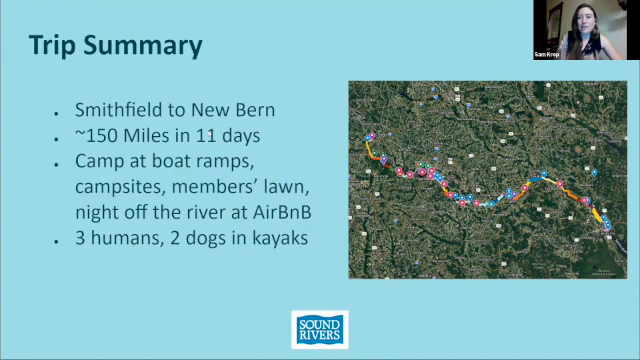 Trip Summary
Sam Krop
• Smithfield to New Bern
• ~150 Miles in 11 days
• Camp at boat ramps,
campsites, members' lawn,
night off the river at AirBnB
• 3 humans, 2 dogs in kayaks
SOUND
RIVERS